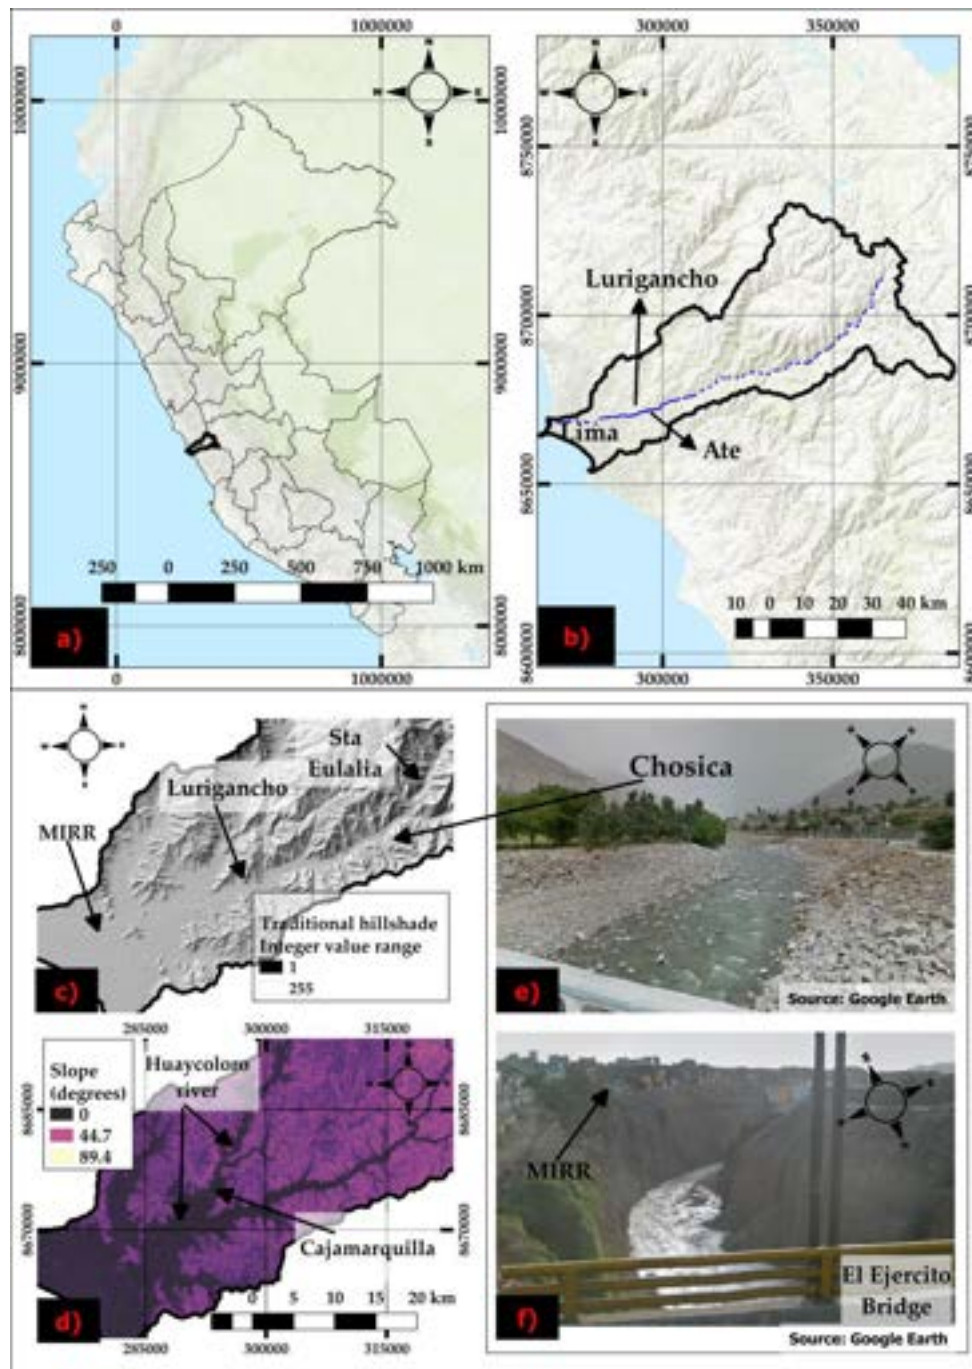 0
1000000
300000
350000
N
S
10000000
9000000
8000000
250 0 250 500 750 1000 km
a)
0
1000000
8750000
8700000
8650000
8600000
Lurigancho
Lima
Ate
10 0 10 20 30 40 km
b)
300000
350000
Sta
Eulalia
Lurigancho
Chosica
MIRR
Traditional hillshade
Integer value range
1
255
c)
285000
300000
315000
Source: Google Earth
e)
Slope
(degrees)
0
44.7
89.4
Huaycoloro
river
8685000
8670000
Cajamarquilla
0 5 10 15 20 km
d)
285000
300000
315000
MIRR
El Ejercito
Bridge
f)
Source: Google Earth